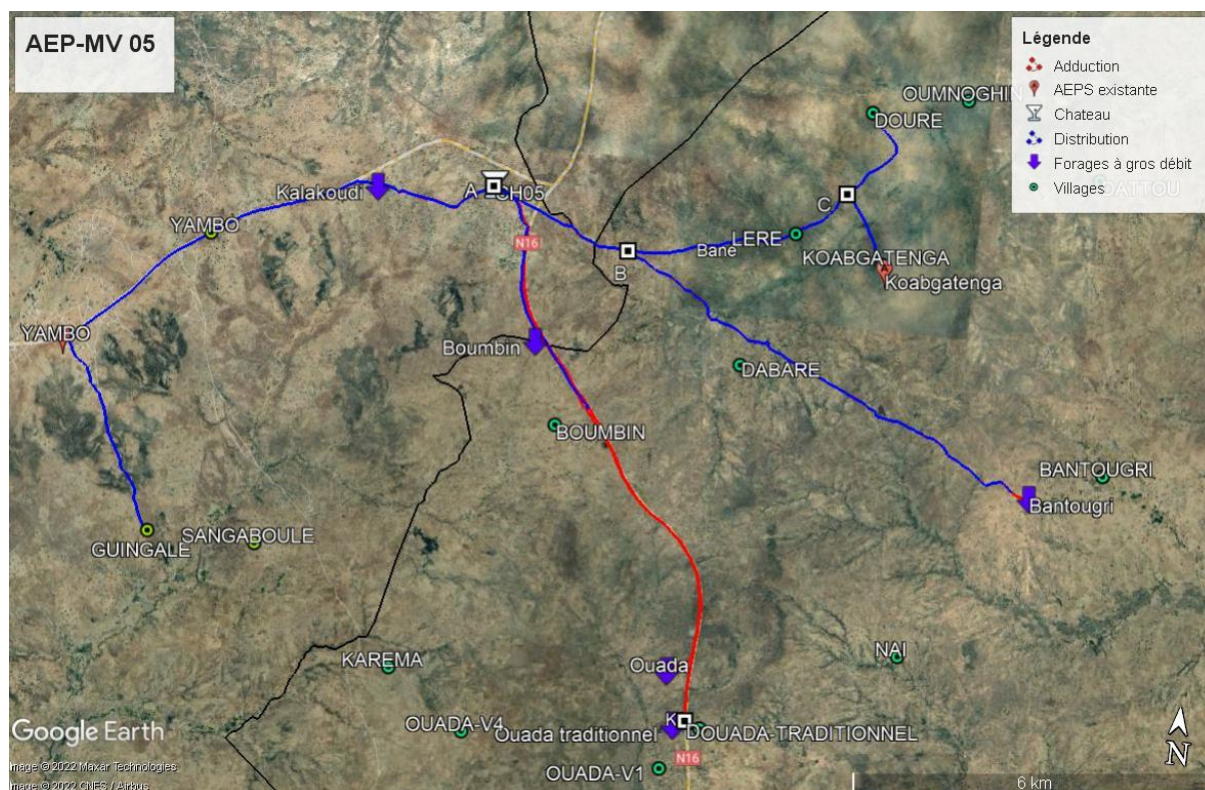 AEP-MV 05
Légende
Adduction
AEPS existante
Chateau
Distribution
Forages à gros débit
Villages
OUMNOGHIN
DOURE
Kalakoudi
A
CH05
C
YAMBO
N16
B
Bane
LERE
KOABGATENGA
Koabgatenga
YAMBO
Boumbin
DABARE
BOUMBIN
BANTOUGRI
Bantougri
GUINGALE
SANGABOULE
KAREMA
Ouada
NAI
OUADA-V4
Ouada traditionnel
K
OUADA-TRADITIONNEL
N16
OUADA-V1
Google Earth
Image © 2022 Maxar Technologies
Image © 2022 CNES / Airbus
6 km
N